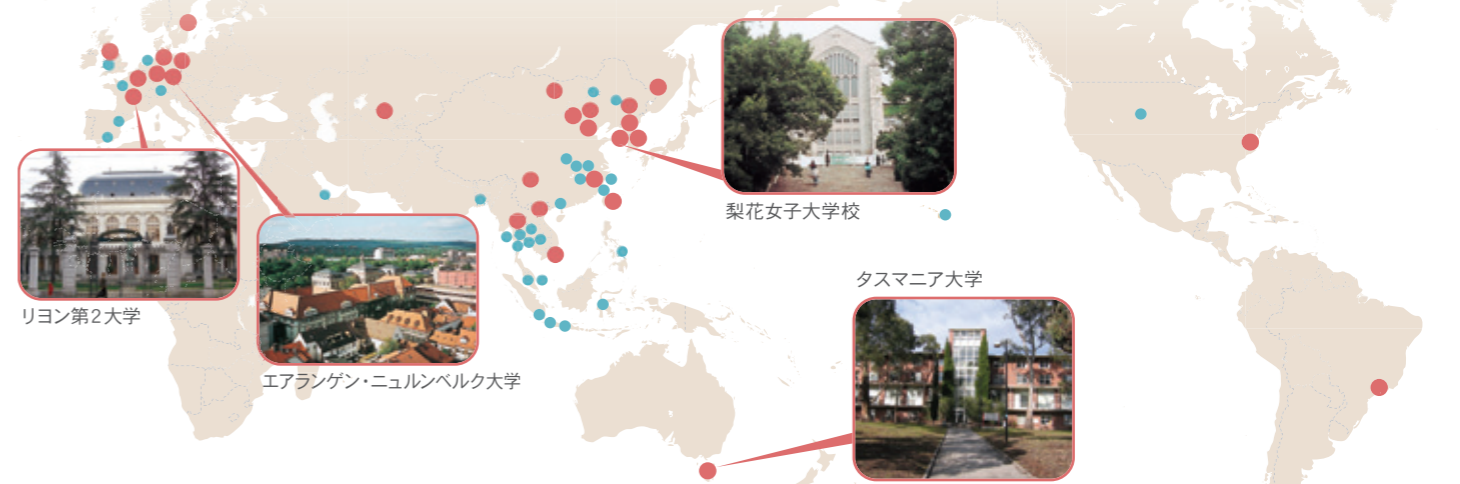 梨花女子大学校
タスマニア大学
リヨン第2大学
エアランゲン・ニュルンベルク大学